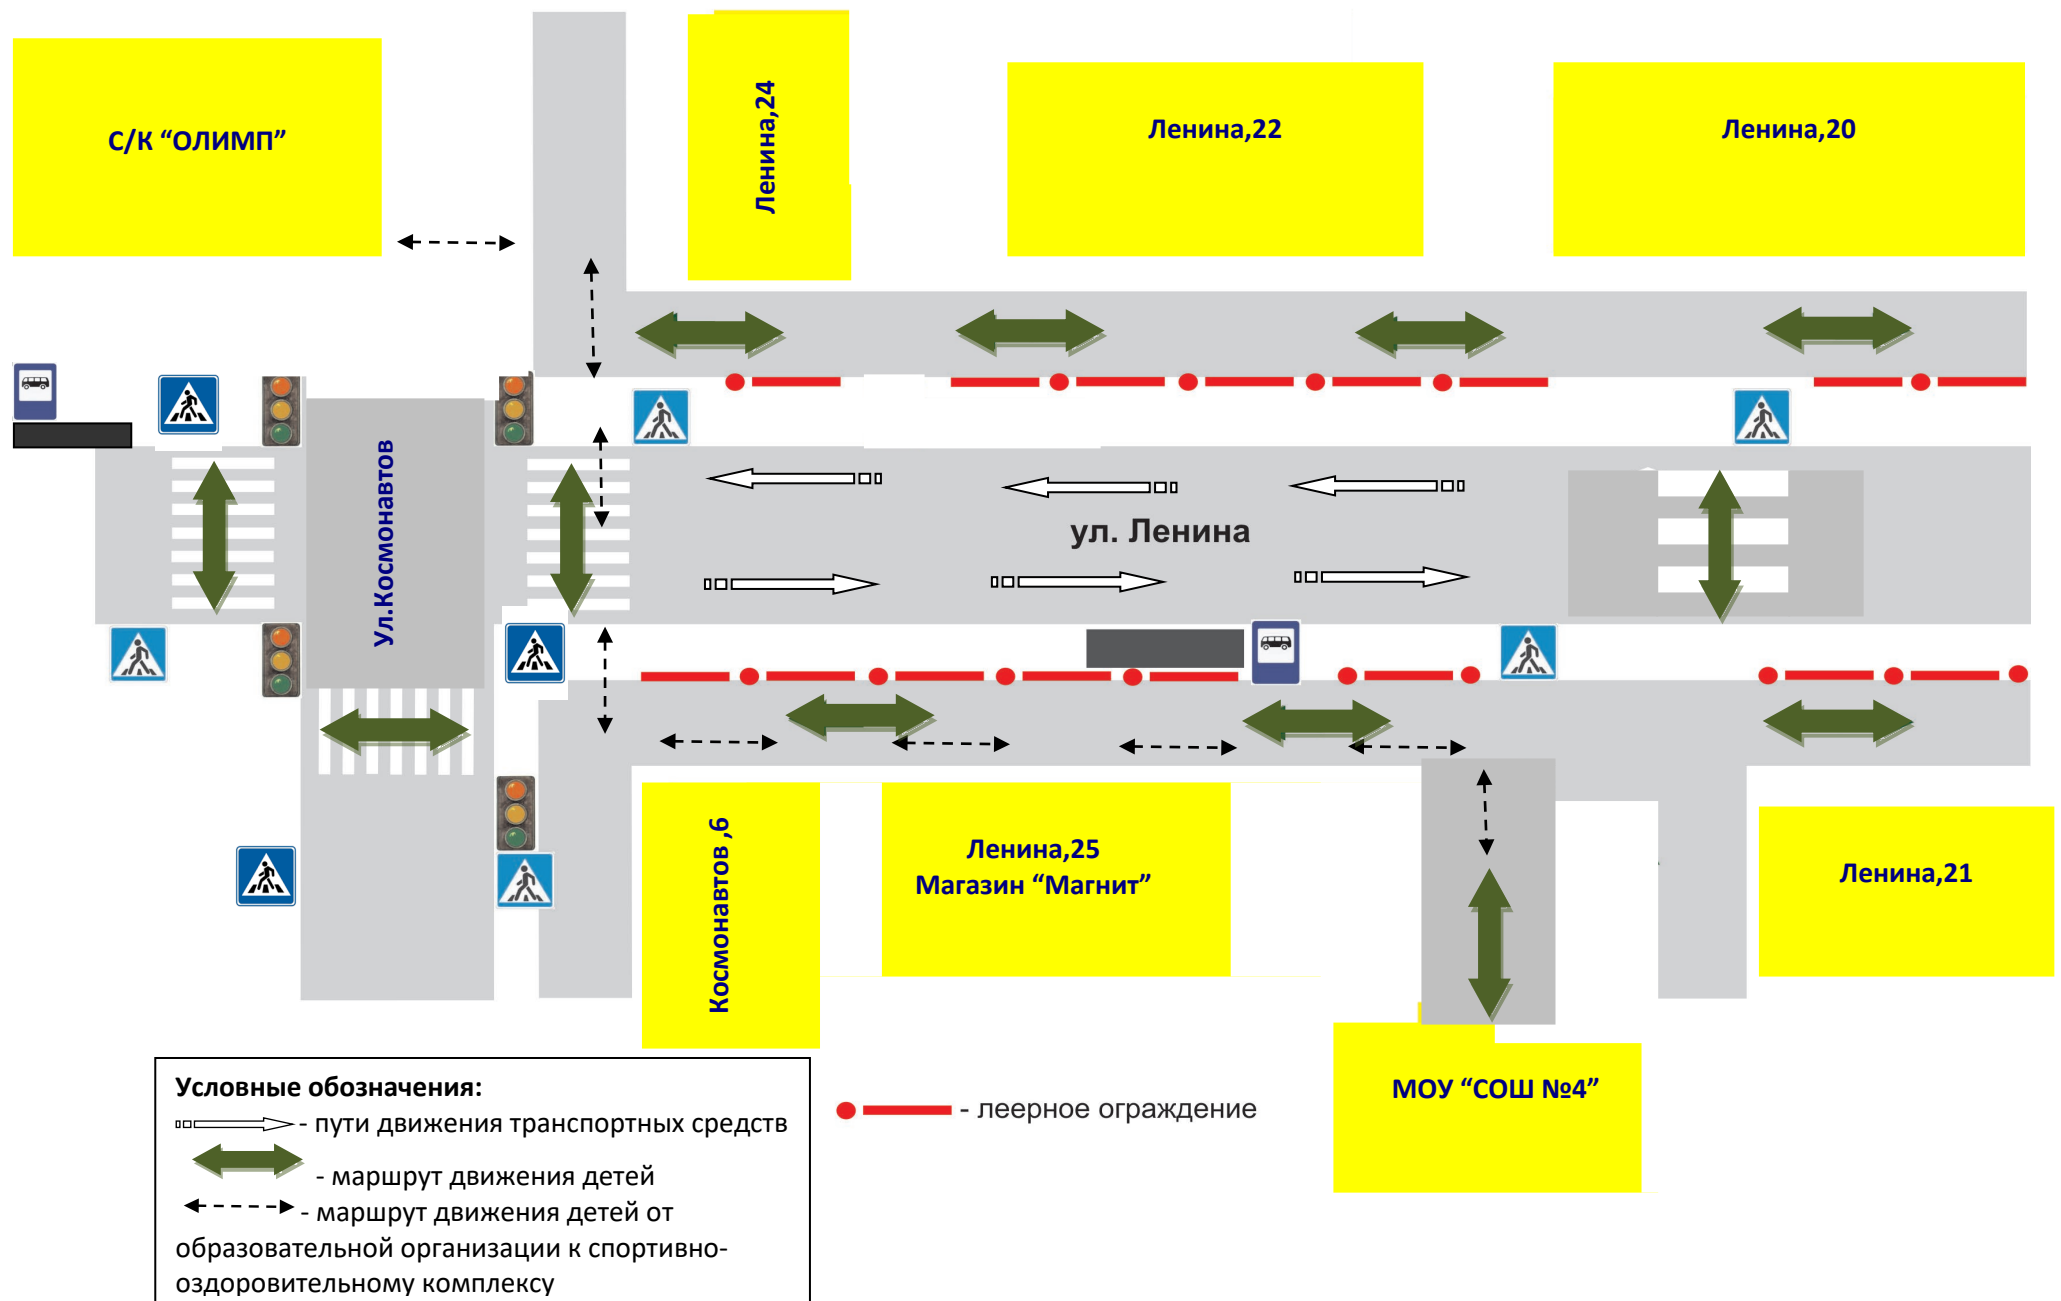 С/К “ОЛИМП”
Ленина,24
Ленина,22
Ленина,20
Ул.Космонавтов
ул. Ленина
Космонавтов ,6
Ленина,25
Магазин “Магнит”
Ленина,21
МОУ “СОШ №4”
Условные обозначения:
- пути движения транспортных средств
- маршрут движения детей
- маршрут движения детей от
образовательной организации к спортивно-
оздоровительному комплексу
- леерное ограждение